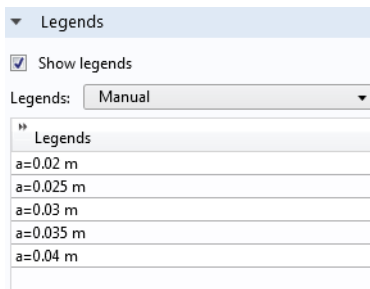 Legends
Show legends
Legends: Manual
Legends
a=0.02 m
a=0.025 m
a=0.03 m
a=0.035 m
a=0.04 m